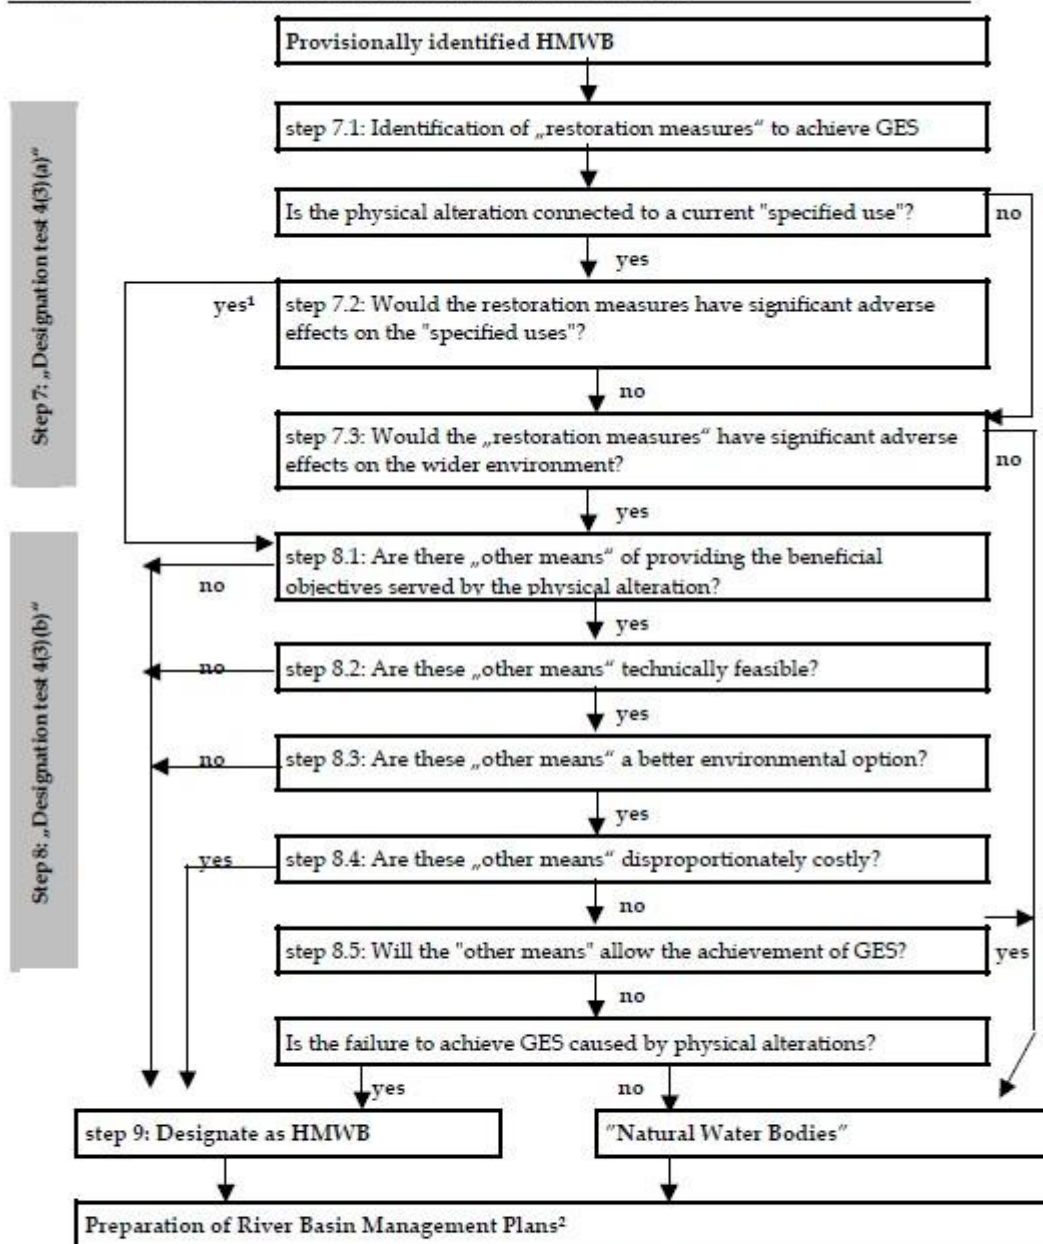 Provisionally identified HMWB
Step 7: „Designation test 4(3)(a)“
step 7.1: Identification of „restoration measures“ to achieve GES
Is the physical alteration connected to a current "specified use"?
no
yes
yes¹
step 7.2: Would the restoration measures have significant adverse
effects on the "specified uses"?
no
step 7.3: Would the „restoration measures“ have significant adverse
effects on the wider environment?
no
yes
Step 8: „Designation test 4(3)(b)“
step 8.1: Are there „other means“ of providing the beneficial
objectives served by the physical alteration?
no
yes
no
step 8.2: Are these „other means“ technically feasible?
yes
no
step 8.3: Are these „other means“ a better environmental option?
yes
yes
step 8.4: Are these „other means“ disproportionately costly?
no
step 8.5: Will the "other means" allow the achievement of GES?
yes
no
Is the failure to achieve GES caused by physical alterations?
yes
no
step 9: Designate as HMWB
"Natural Water Bodies"
Preparation of River Basin Management Plans²